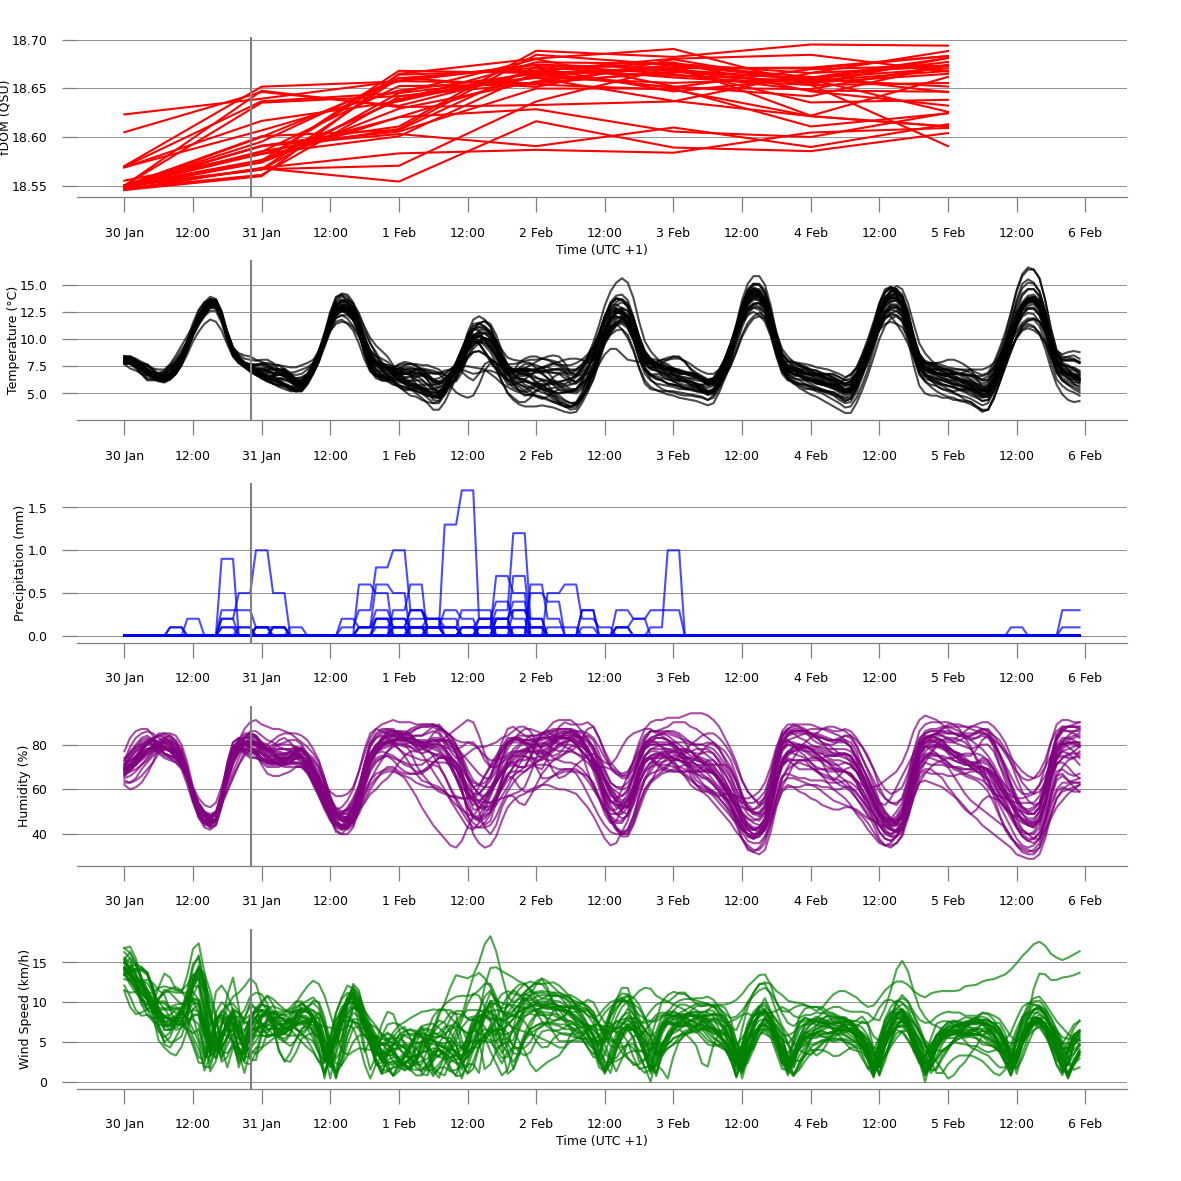 18.70
18.65
18.60
18.55
fDOM (QSU)
30 Jan 12:00 31 Jan 12:00 1 Feb 12:00 2 Feb 12:00 3 Feb 12:00 4 Feb 12:00 5 Feb 12:00 6 Feb
Time (UTC +1)
15.0
12.5
10.0
7.5
5.0
Temperature (°C)
30 Jan 12:00 31 Jan 12:00 1 Feb 12:00 2 Feb 12:00 3 Feb 12:00 4 Feb 12:00 5 Feb 12:00 6 Feb
1.5
1.0
0.5
0.0
Precipitation (mm)
30 Jan 12:00 31 Jan 12:00 1 Feb 12:00 2 Feb 12:00 3 Feb 12:00 4 Feb 12:00 5 Feb 12:00 6 Feb
80
60
40
Humidity (%)
30 Jan 12:00 31 Jan 12:00 1 Feb 12:00 2 Feb 12:00 3 Feb 12:00 4 Feb 12:00 5 Feb 12:00 6 Feb
15
10
5
0
Wind Speed (km/h)
30 Jan 12:00 31 Jan 12:00 1 Feb 12:00 2 Feb 12:00 3 Feb 12:00 4 Feb 12:00 5 Feb 12:00 6 Feb
Time (UTC +1)